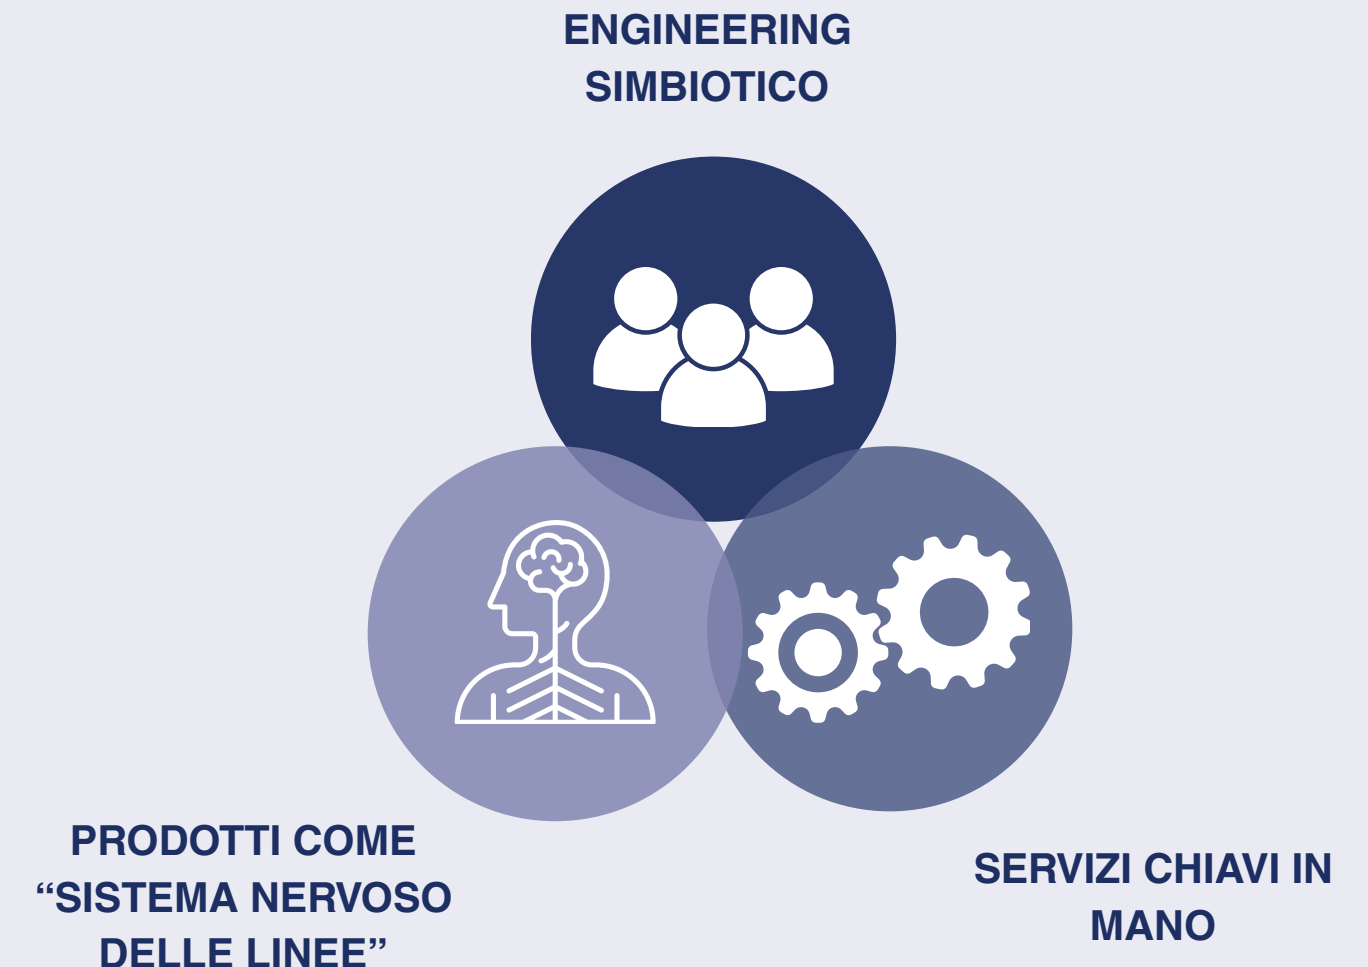 ENGINEERING
SIMBIOTICO
PRODOTTI COME
“SISTEMA NERVOSO
DELLE LINEE”
SERVIZI CHIAVI IN
MANO